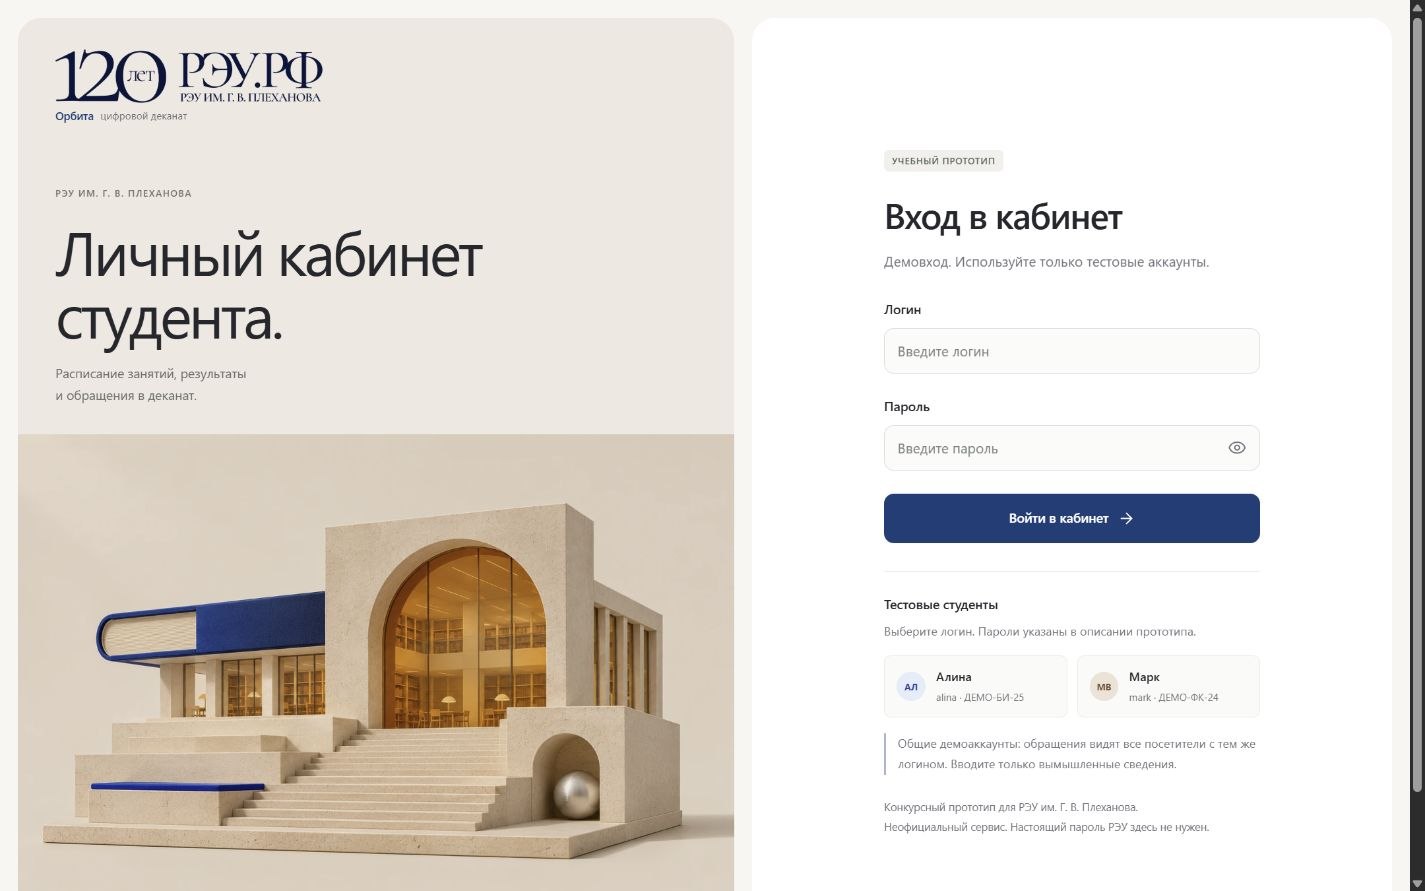 120 лет РЭУ.РФ
РЭУ ИМ. Г. В. ПЛЕХАНОВА
Орбита цифровой деканат
РЭУ ИМ. Г. В. ПЛЕХАНОВА
Личный кабинет
студента.
Расписание занятий, результаты
и обращения в деканат.
УЧЕБНЫЙ ПРОТОТИП
Вход в кабинет
Демовход. Используйте только тестовые аккаунты.
Логин
Введите логин
Пароль
Введите пароль
Войти в кабинет →
Тестовые студенты
Выберите логин. Пароли указаны в описании прототипа.
АЛ
Алина
alina · ДЕМО-БИ-25
МВ
Марк
mark · ДЕМО-ФК-24
Общие демоаккаунты: обращения видят все посетители с тем же
логином. Вводите только вымышленные сведения.
Конкурсный прототип для РЭУ им. Г. В. Плеханова.
Неофициальный сервис. Настоящий пароль РЭУ здесь не нужен.